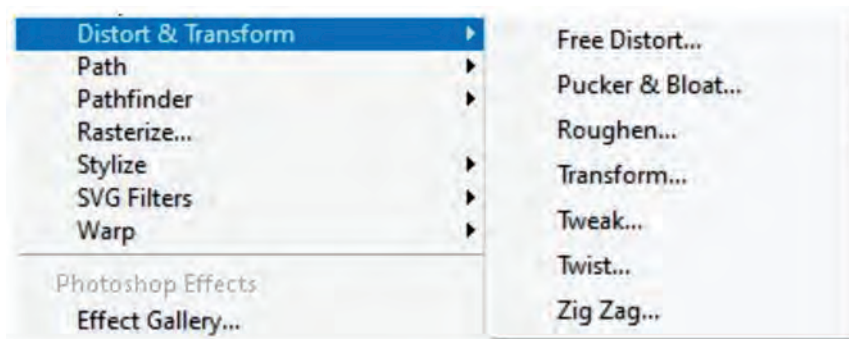 Distort & Transform
Path
Pathfinder
Rasterize...
Stylize
SVG Filters
Warp
Photoshop Effects
Effect Gallery...
Free Distort...
Pucker & Bloat...
Roughen...
Transform...
Tweak...
Twist...
Zig Zag...